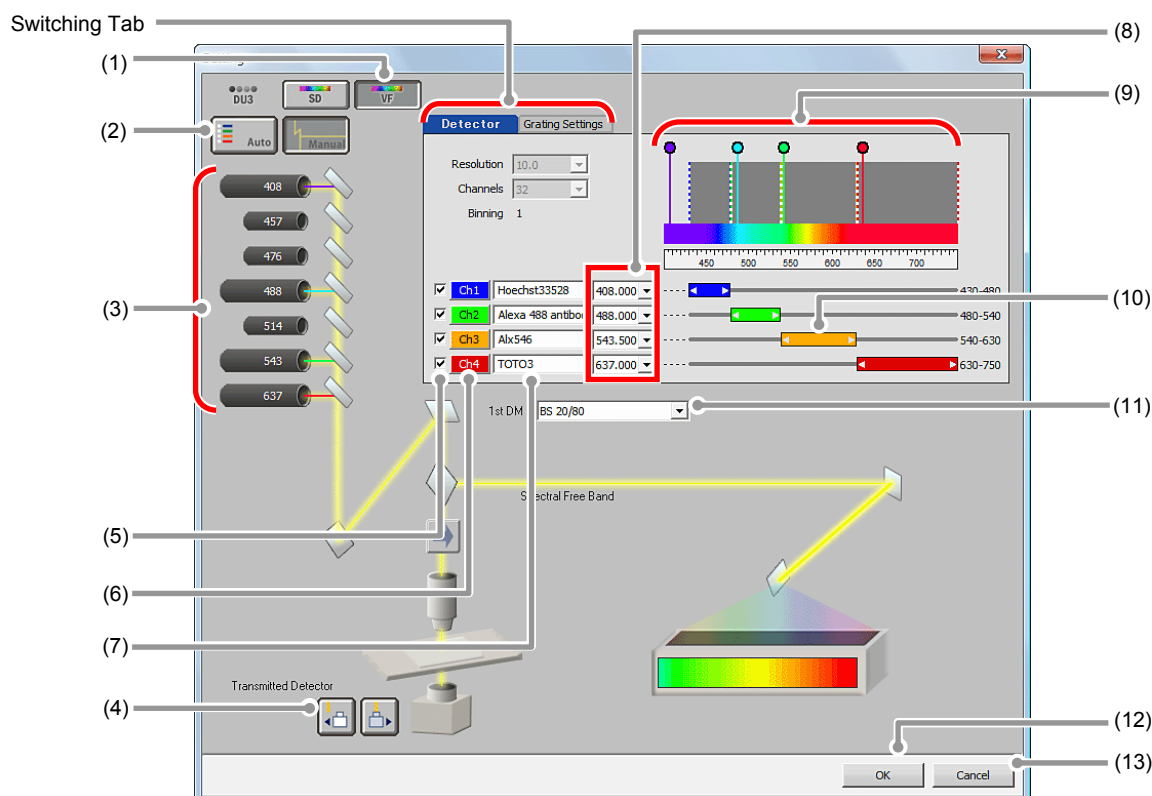 Switching Tab
(8)
(1)
DU3
SD
VF
(9)
(2)
Auto
Manual
Detector
Grating Settings
Resolution 10.0
Channels 32
Binning 1
408
457
476
488
514
543
637
(3)
450 500 550 600 650 700
Ch1 Hoechst33528 408.000 430-480
Ch2 Alexa 488 antibo 488.000 480-540
Ch3 Alx546 543.500 540-630
Ch4 TOTO3 637.000 630-750
(10)
1st DM BS 20/80
(11)
Spectral Free Band
(5)
(6)
(7)
Transmitted Detector
(4)
(12)
OK
Cancel
(13)